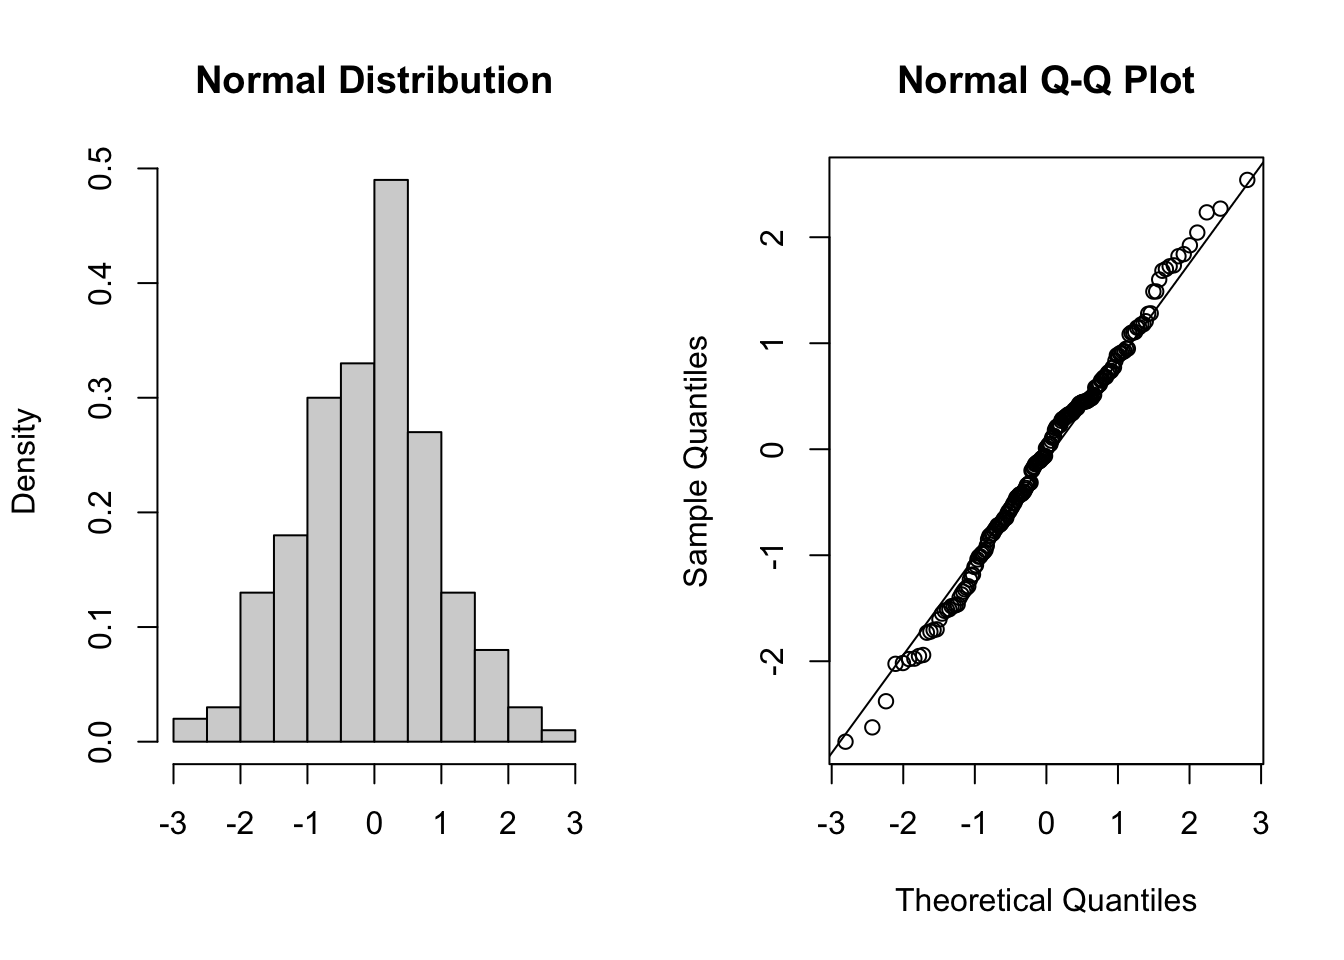 Normal Distribution
Density
0.0 0.1 0.2 0.3 0.4 0.5
-3 -2 -1 0 1 2 3
Normal Q-Q Plot
Sample Quantiles
-2 -1 0 1 2
-3 -2 -1 0 1 2 3
Theoretical Quantiles